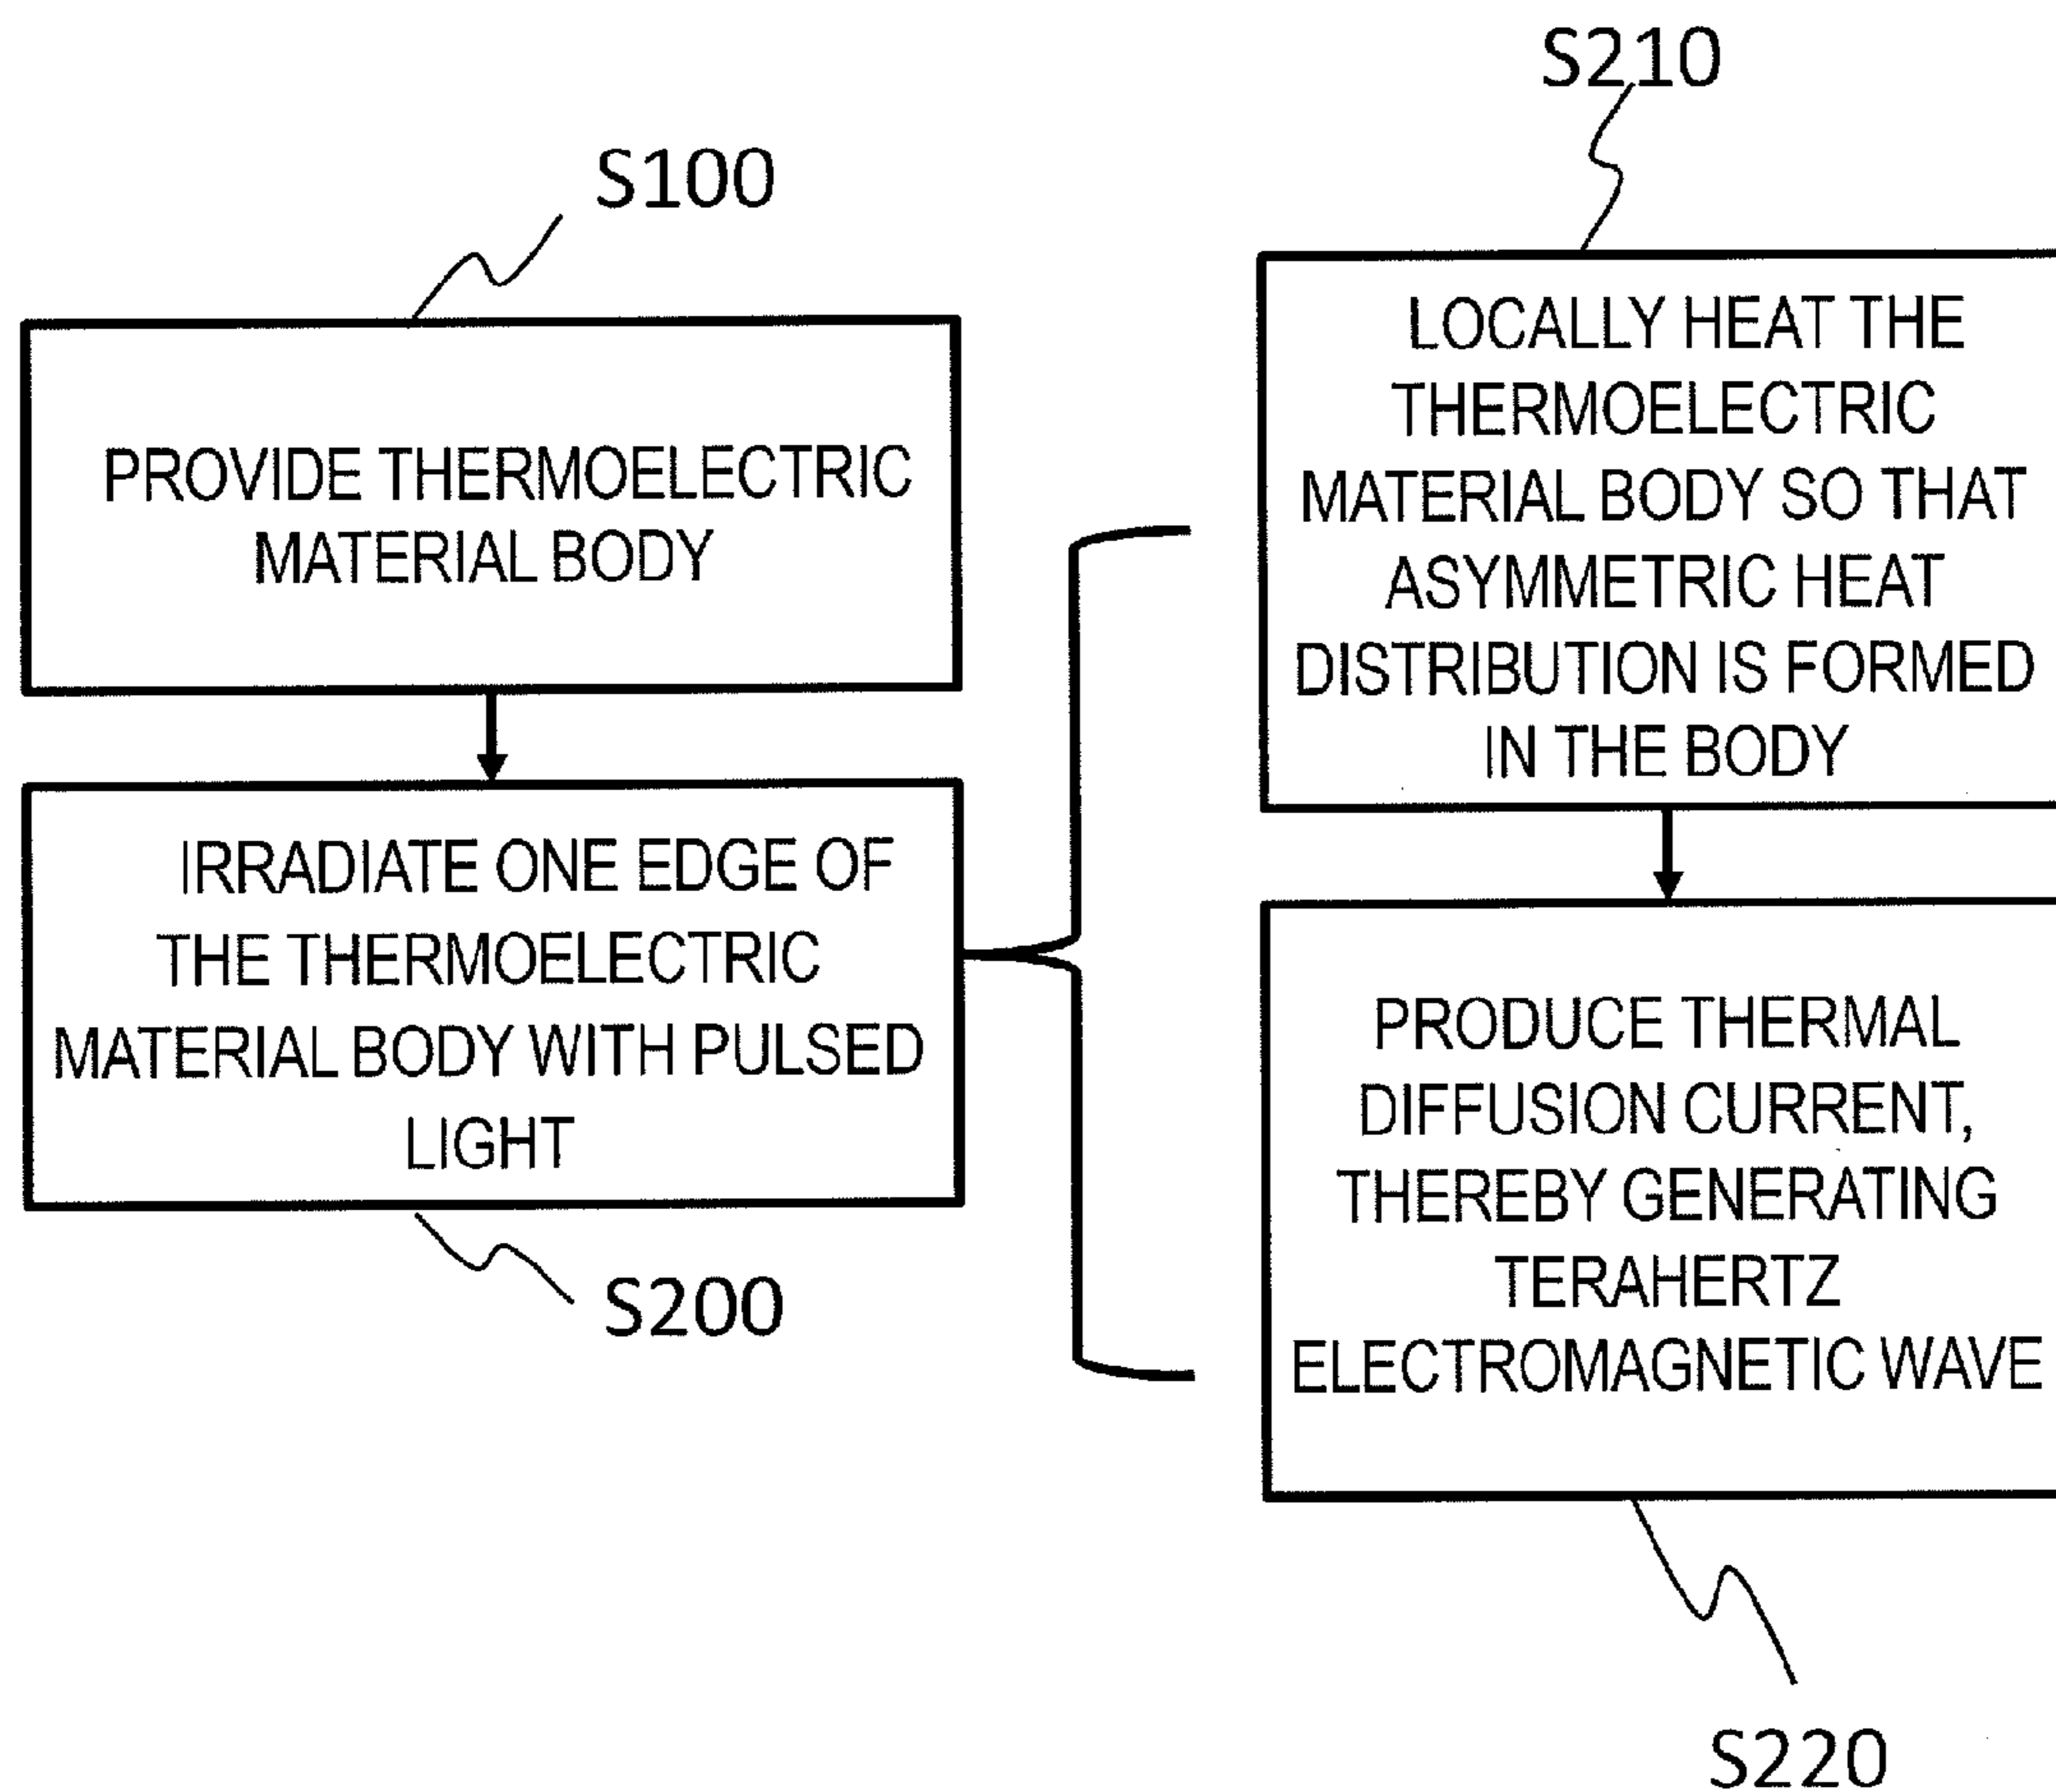 S100
PROVIDE THERMOELECTRIC
MATERIAL BODY
IRRADIATE ONE EDGE OF
THE THERMOELECTRIC
MATERIAL BODY WITH PULSED
LIGHT
S200
S210
LOCALLY HEAT THE
THERMOELECTRIC
MATERIAL BODY SO THAT
ASYMMETRIC HEAT
DISTRIBUTION IS FORMED
IN THE BODY
PRODUCE THERMAL
DIFFUSION CURRENT,
THEREBY GENERATING
TERAHERTZ
ELECTROMAGNETIC WAVE
S220